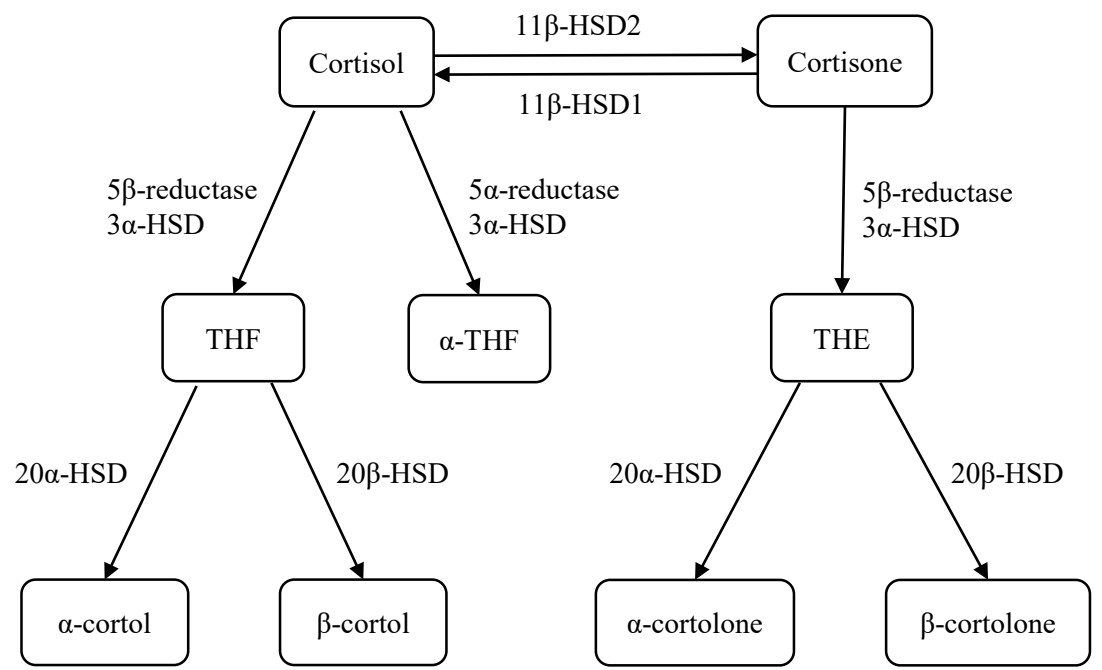 11β-HSD2
Cortisol
Cortisone
11β-HSD1
5β-reductase
3α-HSD
5α-reductase
3α-HSD
5β-reductase
3α-HSD
THF
α-THF
THE
20α-HSD
20β-HSD
20α-HSD
20β-HSD
α-cortol
β-cortol
α-cortolone
β-cortolone